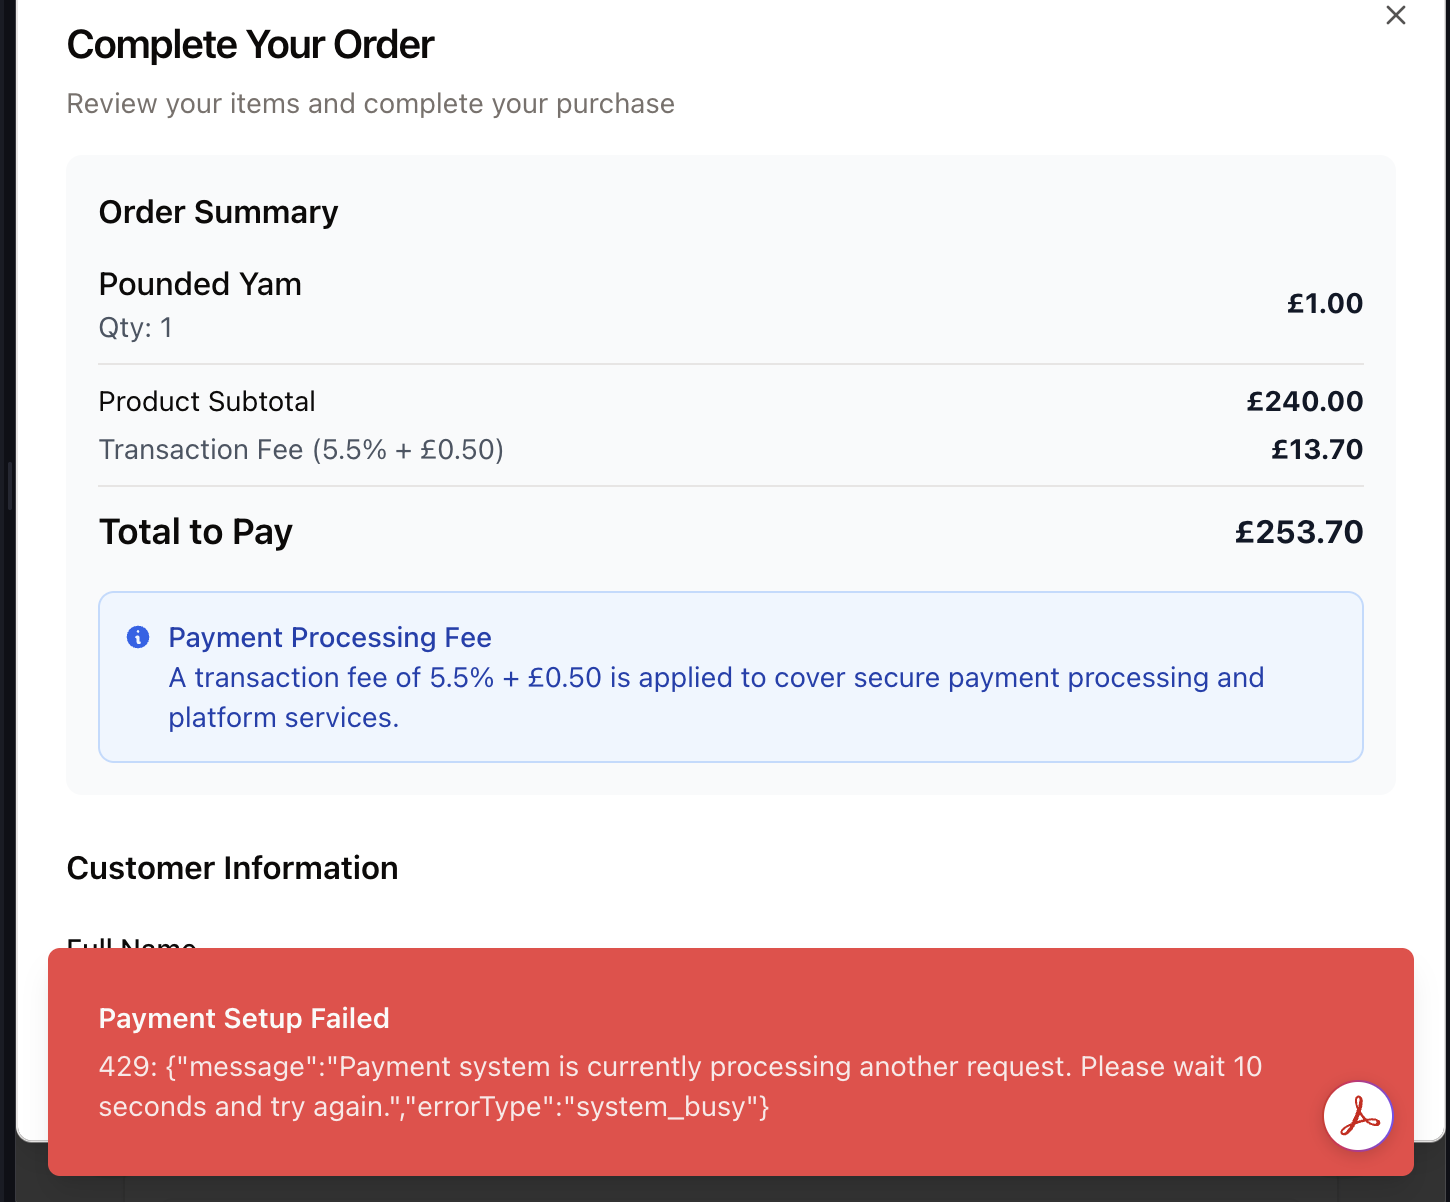 Complete Your Order
Review your items and complete your purchase
Order Summary
Pounded Yam
£1.00
Qty: 1
Product Subtotal
£240.00
Transaction Fee (5.5% + £0.50)
£13.70
Total to Pay
£253.70
Payment Processing Fee
A transaction fee of 5.5% + £0.50 is applied to cover secure payment processing and
platform services.
Customer Information
Full Name
Payment Setup Failed
429: {"message":"Payment system is currently processing another request. Please wait 10
seconds and try again.","errorType":"system_busy"}